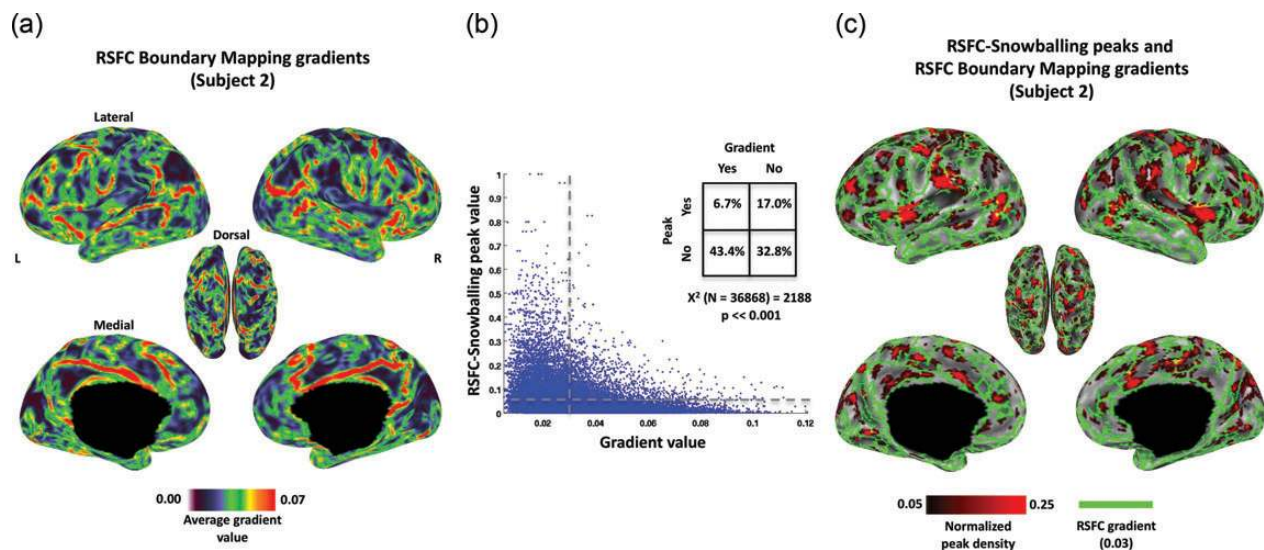 (a)
RSFC Boundary Mapping gradients
(Subject 2)
Lateral
L
Dorsal
R
Medial
0.00
0.07
Average gradient
value
(b)
Gradient
Yes No
Peak
Yes
6.7% 17.0%
No
43.4% 32.8%
X² (N = 36868) = 2188
p << 0.001
RSFC-Snowballing peak value
1
0.9
0.8
0.7
0.6
0.5
0.4
0.3
0.2
0.1
0
0.02 0.04 0.06 0.08 0.1 0.12
Gradient value
(c)
RSFC-Snowballing peaks and
RSFC Boundary Mapping gradients
(Subject 2)
0.05
0.25
Normalized
peak density
RSFC gradient
(0.03)